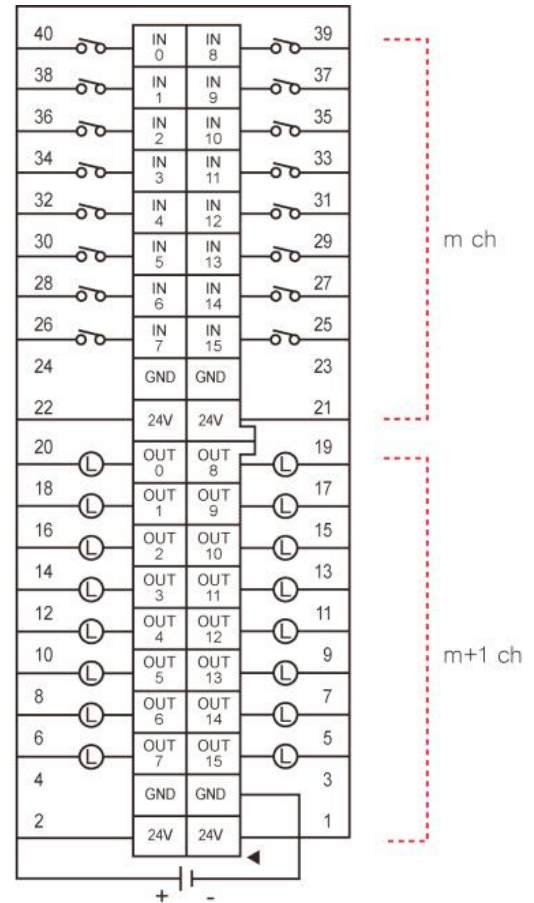 40 IN 0 IN 8 39
38 IN 1 IN 9 37
36 IN 2 IN 10 35
34 IN 3 IN 11 33
32 IN 4 IN 12 31
m ch
30 IN 5 IN 13 29
28 IN 6 IN 14 27
26 IN 7 IN 15 25
24 GND GND 23
22 24V 24V 21
20 L OUT 0 OUT 8 L 19
18 L OUT 1 OUT 9 L 17
16 L OUT 2 OUT 10 L 15
14 L OUT 3 OUT 11 L 13
12 L OUT 4 OUT 12 L 11
10 L OUT 5 OUT 13 L 9
m+1 ch
8 L OUT 6 OUT 14 L 7
6 L OUT 7 OUT 15 L 5
4 GND GND 3
2 24V 24V 1
+ -